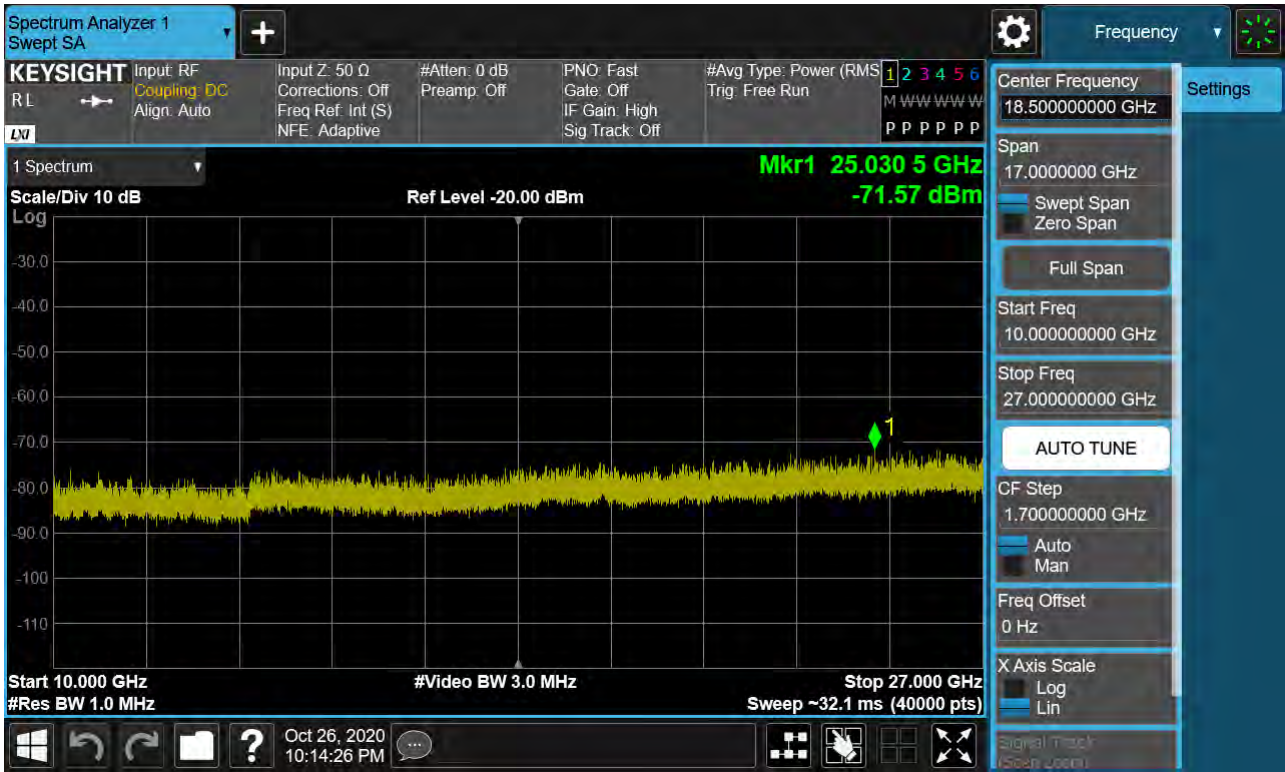 Spectrum Analyzer 1
Swept SA
Frequency
KEYSIGHT
RL
LXI
Input: RF
Coupling: DC
Align: Auto
Input Z: 50 Ω
Corrections: Off
Freq Ref: Int (S)
NFE: Adaptive
#Atten: 0 dB
Preamp: Off
PNO: Fast
Gate: Off
IF Gain: High
Sig Track: Off
#Avg Type: Power (RMS
Trig: Free Run
1 2 3 4 5 6
M W W W W W
P P P P P P
1 Spectrum
Scale/Div 10 dB
Ref Level -20.00 dBm
Mkr1 25.030 5 GHz
-71.57 dBm
Log
-30.0
-40.0
-50.0
-60.0
-70.0
-80.0
-90.0
-100
-110
1
Start 10.000 GHz
#Res BW 1.0 MHz
#Video BW 3.0 MHz
Stop 27.000 GHz
Sweep ~32.1 ms (40000 pts)
Center Frequency
18.500000000 GHz
Span
17.0000000 GHz
Swept Span
Zero Span
Full Span
Start Freq
10.000000000 GHz
Stop Freq
27.000000000 GHz
AUTO TUNE
CF Step
1.700000000 GHz
Auto
Man
Freq Offset
0 Hz
X Axis Scale
Log
Lin
Signal Track
(Span Zoom)
Settings
?
Oct 26, 2020
10:14:26 PM